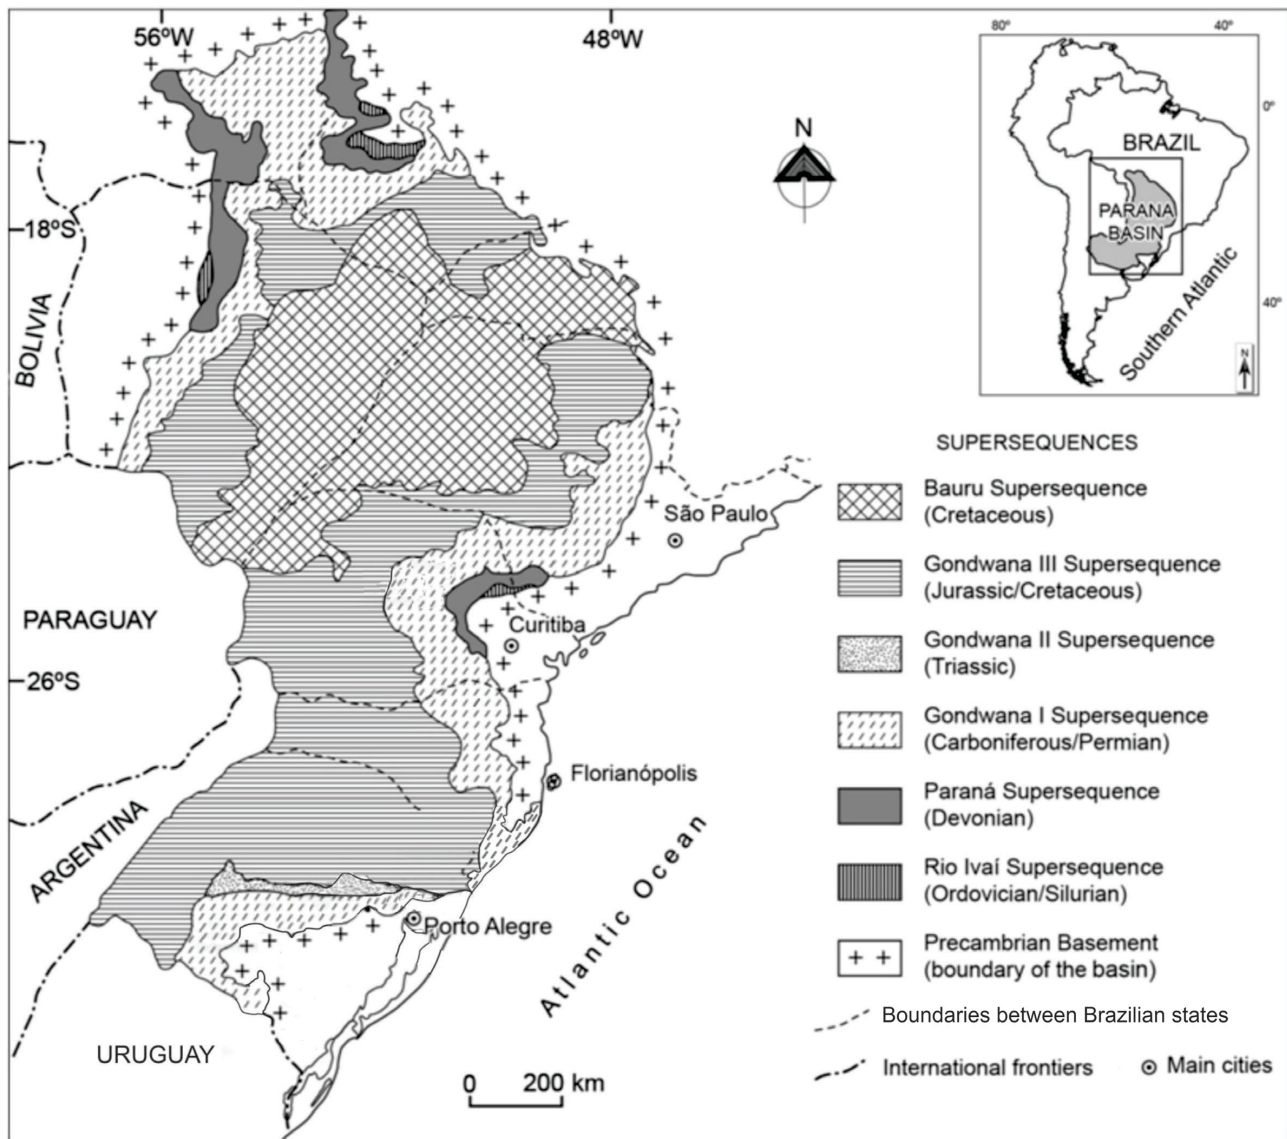 56ºW
48ºW
18ºS
26ºS
BOLIVIA
PARAGUAY
ARGENTINA
URUGUAY
São Paulo
Curitiba
Florianópolis
Porto Alegre
Atlantic Ocean
0 200 km
N
80º
40º
0º
40º
BRAZIL
PARANA
BASIN
Southern Atlantic
N
SUPERSEQUENCES
Bauru Supersequence
(Cretaceous)
Gondwana III Supersequence
(Jurassic/Cretaceous)
Gondwana II Supersequence
(Triassic)
Gondwana I Supersequence
(Carboniferous/Permian)
Paraná Supersequence
(Devonian)
Rio Ivaí Supersequence
(Ordovician/Silurian)
Precambrian Basement
(boundary of the basin)
Boundaries between Brazilian states
International frontiers
Main cities